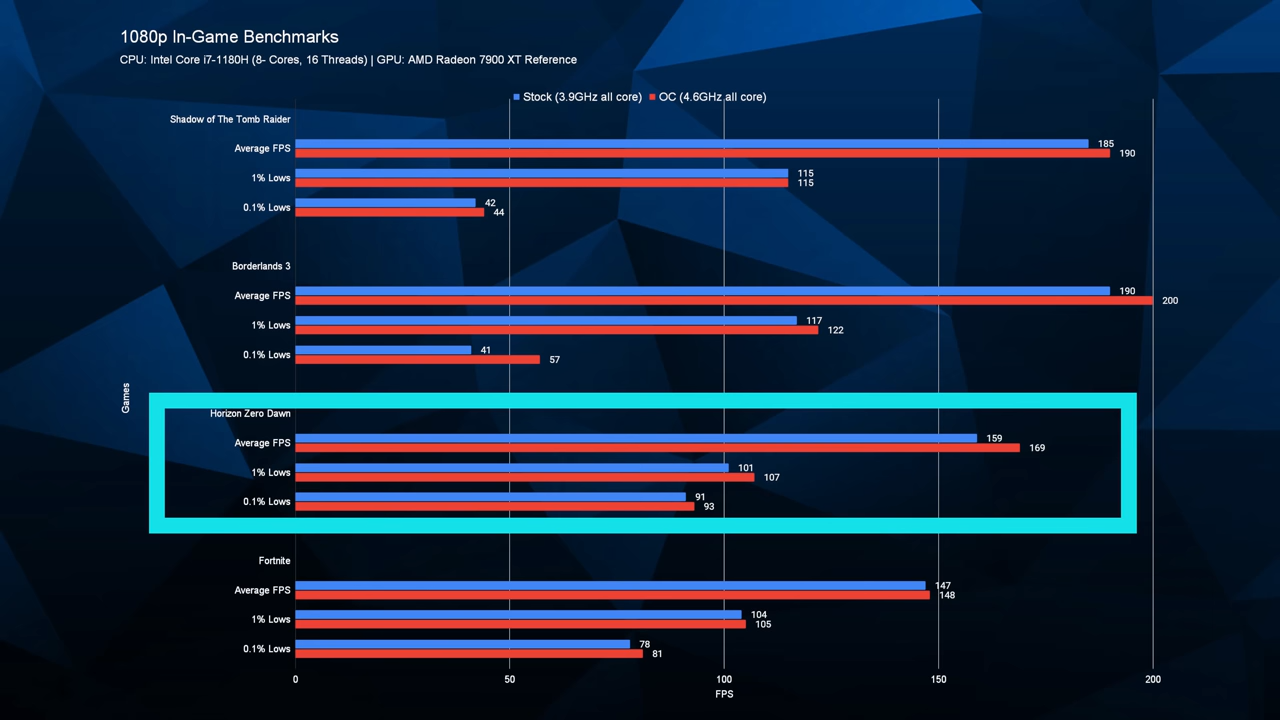 1080p In-Game Benchmarks
CPU: Intel Core i7-1180H (8- Cores, 16 Threads) | GPU: AMD Radeon 7900 XT Reference
Stock (3.9GHz all core) OC (4.6GHz all core)
Shadow of The Tomb Raider
Average FPS 185
190
1% Lows 115
115
0.1% Lows 42
44
Borderlands 3
Average FPS 190
200
1% Lows 117
122
0.1% Lows 41
57
Games
Horizon Zero Dawn
Average FPS 159
169
1% Lows 101
107
0.1% Lows 91
93
Fortnite
Average FPS 147
148
1% Lows 104
105
0.1% Lows 78
81
0 50 100 150 200
FPS